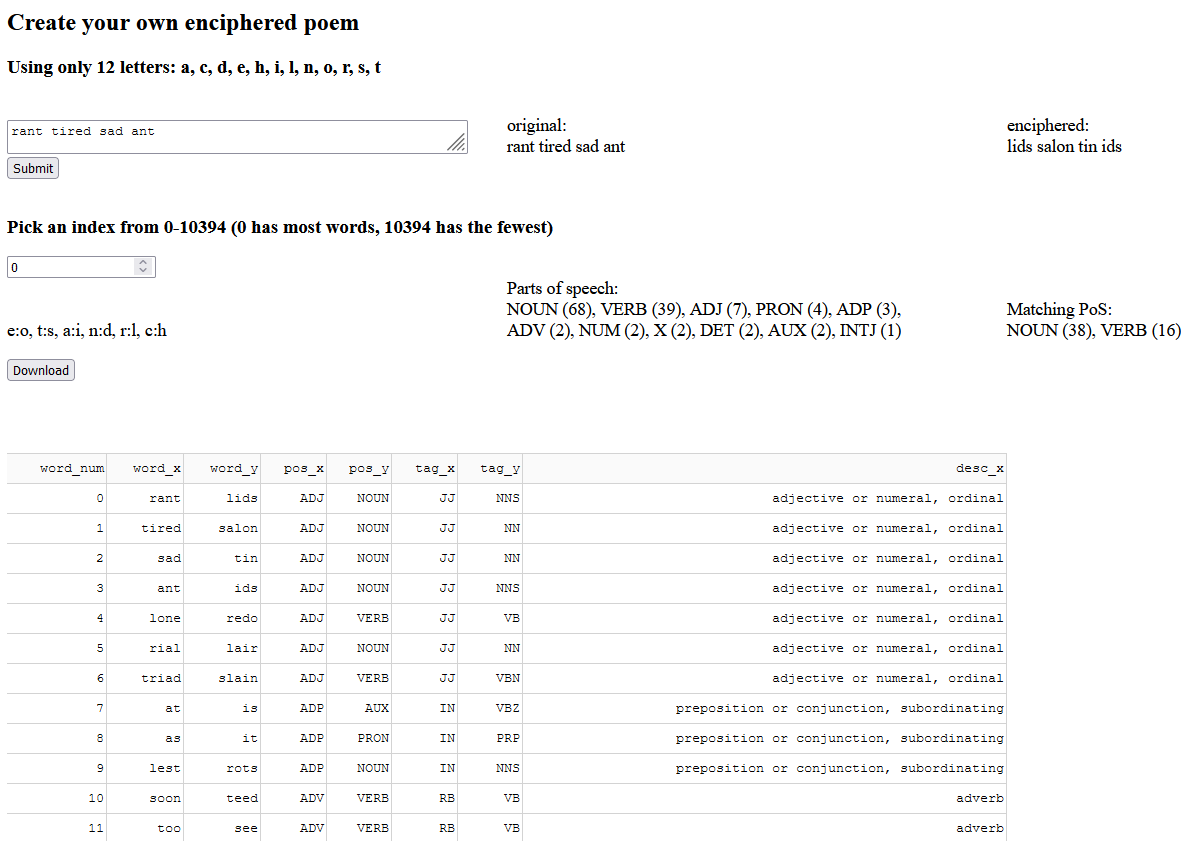 Create your own enciphered poem
Using only 12 letters: a, c, d, e, h, i, l, n, o, r, s, t
rant tired sad ant
Submit
original:
rant tired sad ant
enciphered:
lids salon tin ids
Pick an index from 0-10394 (0 has most words, 10394 has the fewest)
0
e:o, t:s, a:i, n:d, r:l, c:h
Parts of speech:
NOUN (68), VERB (39), ADJ (7), PRON (4), ADP (3),
ADV (2), NUM (2), X (2), DET (2), AUX (2), INTJ (1)
Matching PoS:
NOUN (38), VERB (16)
Download
word_num word_x word_y pos_x pos_y tag_x tag_y desc_x
0 rant lids ADJ NOUN JJ NNS adjective or numeral, ordinal
1 tired salon ADJ NOUN JJ NN adjective or numeral, ordinal
2 sad tin ADJ NOUN JJ NN adjective or numeral, ordinal
3 ant ids ADJ NOUN JJ NNS adjective or numeral, ordinal
4 lone redo ADJ VERB JJ VB adjective or numeral, ordinal
5 rial lair ADJ NOUN JJ NN adjective or numeral, ordinal
6 triad slain ADJ VERB JJ VBN adjective or numeral, ordinal
7 at is ADP AUX IN VBZ preposition or conjunction, subordinating
8 as it ADP PRON IN PRP preposition or conjunction, subordinating
9 lest rots ADP NOUN IN NNS preposition or conjunction, subordinating
10 soon teed ADV VERB RB VB adverb
11 too see ADV VERB RB VB adverb